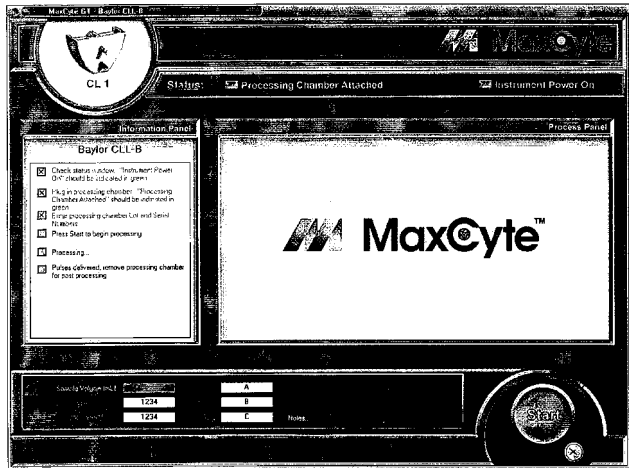 MaxCyte GT - Baylor CLL-B
MaxCyte
CL 1
Status:
Processing Chamber Attached
Instrument Power On
Information Panel
Process Panel
Baylor CLL-B
Check status window. "Instrument Power
On" should be indicated in green
Plug in processing chamber. "Processing
Chamber Attached" should be indicated in
green
Enter processing chamber Lot and Serial
Numbers
Press Start to begin processing
Processing...
Pulses delivered, remove processing chamber
for post processing
MaxCyte™
Sample Volume (mL):
A
1234
B
1234
C
Notes
Start